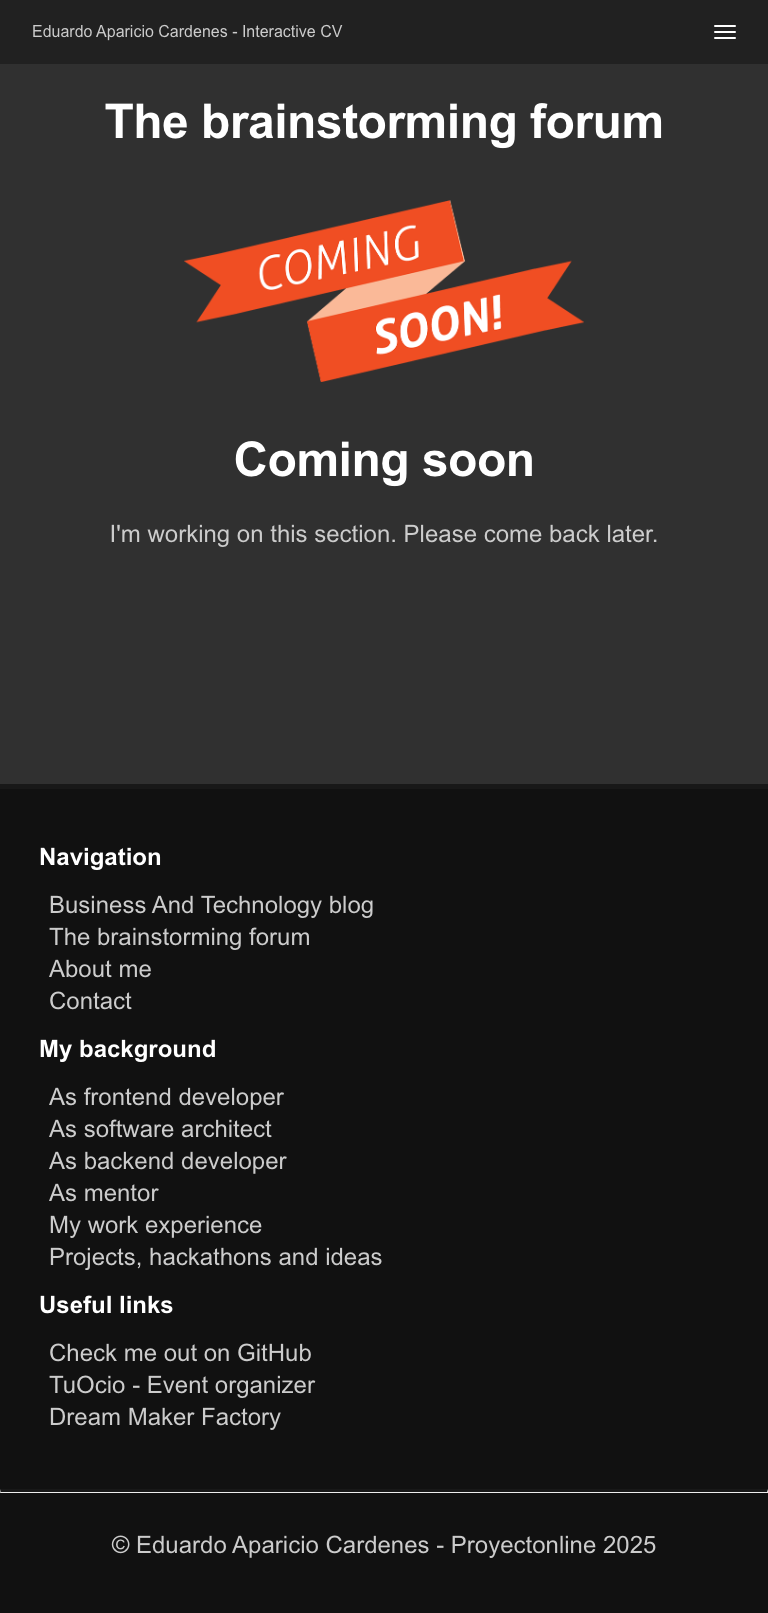 Eduardo Aparicio Cardenes - Interactive CV
The brainstorming forum
COMING
SOON!
Coming soon
I'm working on this section. Please come back later.
Navigation
Business And Technology blog
The brainstorming forum
About me
Contact
My background
As frontend developer
As software architect
As backend developer
As mentor
My work experience
Projects, hackathons and ideas
Useful links
Check me out on GitHub
TuOcio - Event organizer
Dream Maker Factory
© Eduardo Aparicio Cardenes - Proyectonline 2025